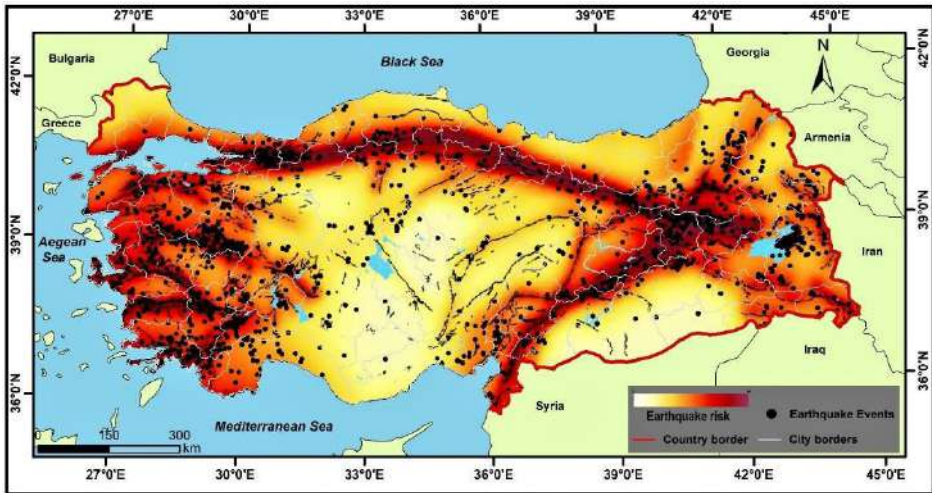 27°0'E 30°0'E 33°0'E 36°0'E 39°0'E 42°0'E 45°0'E
Bulgaria
Black Sea
Georgia
N
42°0'N
42°0'N
Greece
Armenia
39°0'N
39°0'N
Aegean
Sea
Iran
Iraq
36°0'N
36°0'N
Syria
Earthquake risk
Earthquake Events
Country border
City borders
Mediterranean Sea
0 150 300
km
27°0'E 30°0'E 33°0'E 36°0'E 39°0'E 42°0'E 45°0'E